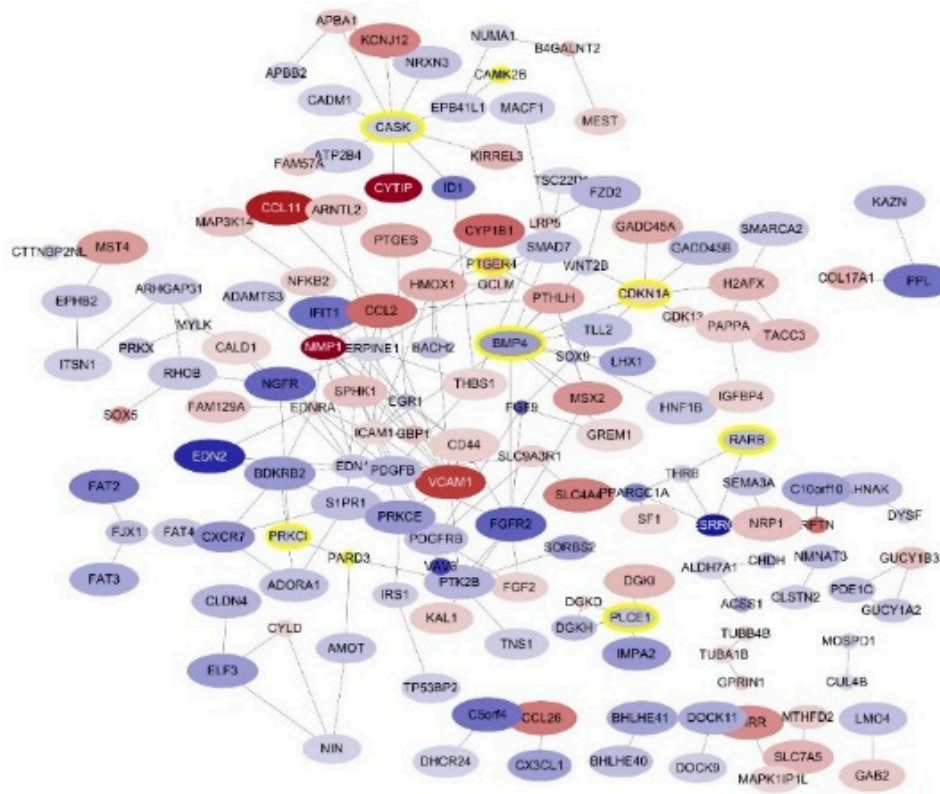 APBA1
KCNJ12
NUMA1
APBB2
NRXN3
B4GALNT2
CAMK2B
CADM1
EPB41L1
MACF1
CASK
MEST
ATP2B4
FAM57A
KIRREL3
CYTIP
ID1
FZD2
KAZN
CCL11
ARNTL2
MAP3K14
CYP1B1
LRP5
SMAD7
GADD45A
SMARCA2
GADD45B
CTTNBP2NL
MST4
PTGES
PTGER4
WNT2B
COL17A1
PPL
NFKB2
HMOX1
GCLM
CDKN1A
H2AFX
EPHB2
ARHGAP31
ADAMTS3
IFIT1
CCL2
PTHLH
PAPPA
TACC3
MYLK
TLL2
PRKX
CALD1
MMP1
SERPINE1
BACH2
BMP4
SOX9
LHX1
ITSN1
RHOB
NGFR
SPHK1
THBS1
SOX5
FAM129A
EDNRA
EGR1
FGF9
MSX2
HNF1B
IGFBP4
ICAM1
GBP1
CD44
GREM1
RARB
EDN2
BDKRB2
PDGFB
SLC9A3R1
THRB
SEMA3A
FAT2
VCAM1
SLC4A4
PPARGC1A
C10orf10
AHNAK
S1PR1
PRKCE
FGFR2
SF1
NRP1
DYSF
FJX1
FAT4
CXCR7
PRKCI
PDGFRB
SORBS2
PARD3
VAV3
ALDH7A1
CHDH
NMNAT3
GUCY1B3
FAT3
ADORA1
PTK2B
FGF2
DGKI
PDE1C
CLDN4
IRS1
KAL1
DGKD
PLCE1
ACSS1
CLSTN2
GUCY1A2
CYLD
DGKH
TUBB4B
MOSPD1
ELF3
AMOT
TNS1
IMPA2
TUBA1B
TP53BP2
GPRIN1
CUL4B
NIN
C5orf4
CCL26
BHLHE41
DOCK11
MTHFD2
LMO4
DHCR24
CX3CL1
BHLHE40
DOCK9
SLC7A5
MAPK1IP1L
GAB2